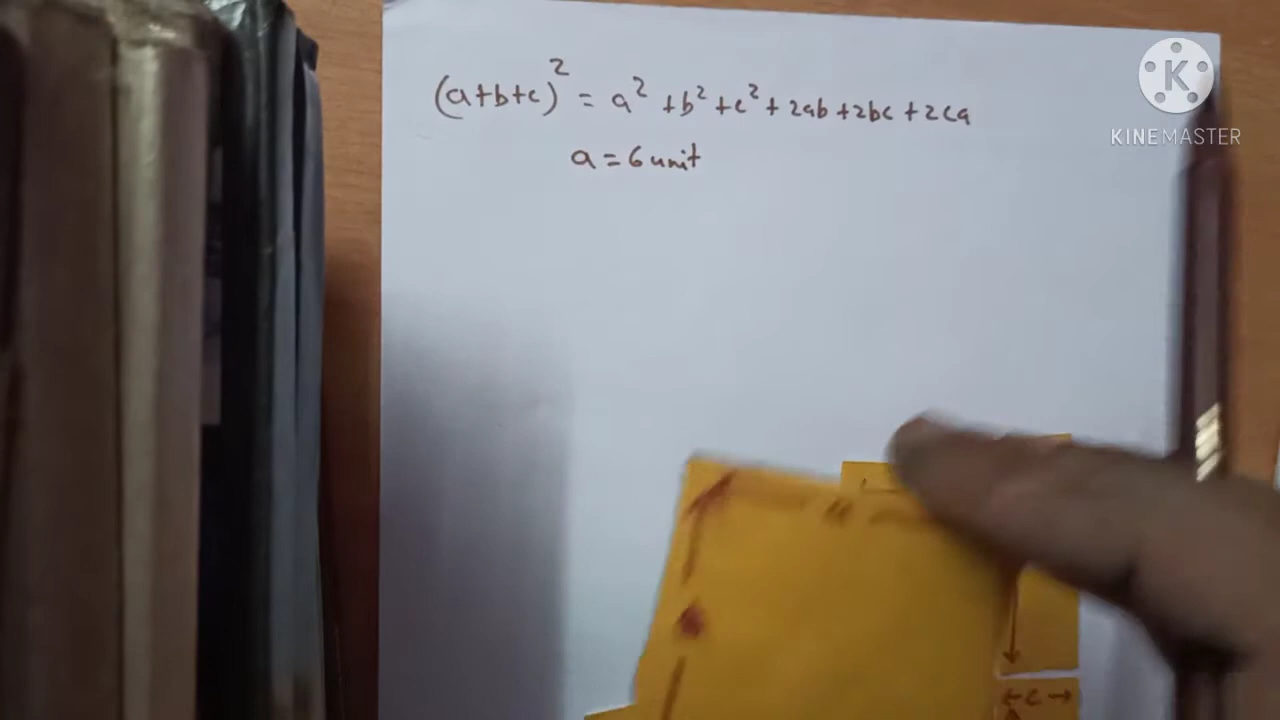 K
KINEMASTER
(a+b+c)² = a² + b² + c² + 2ab + 2bc + 2ca
a = 6 unit
a
←c→